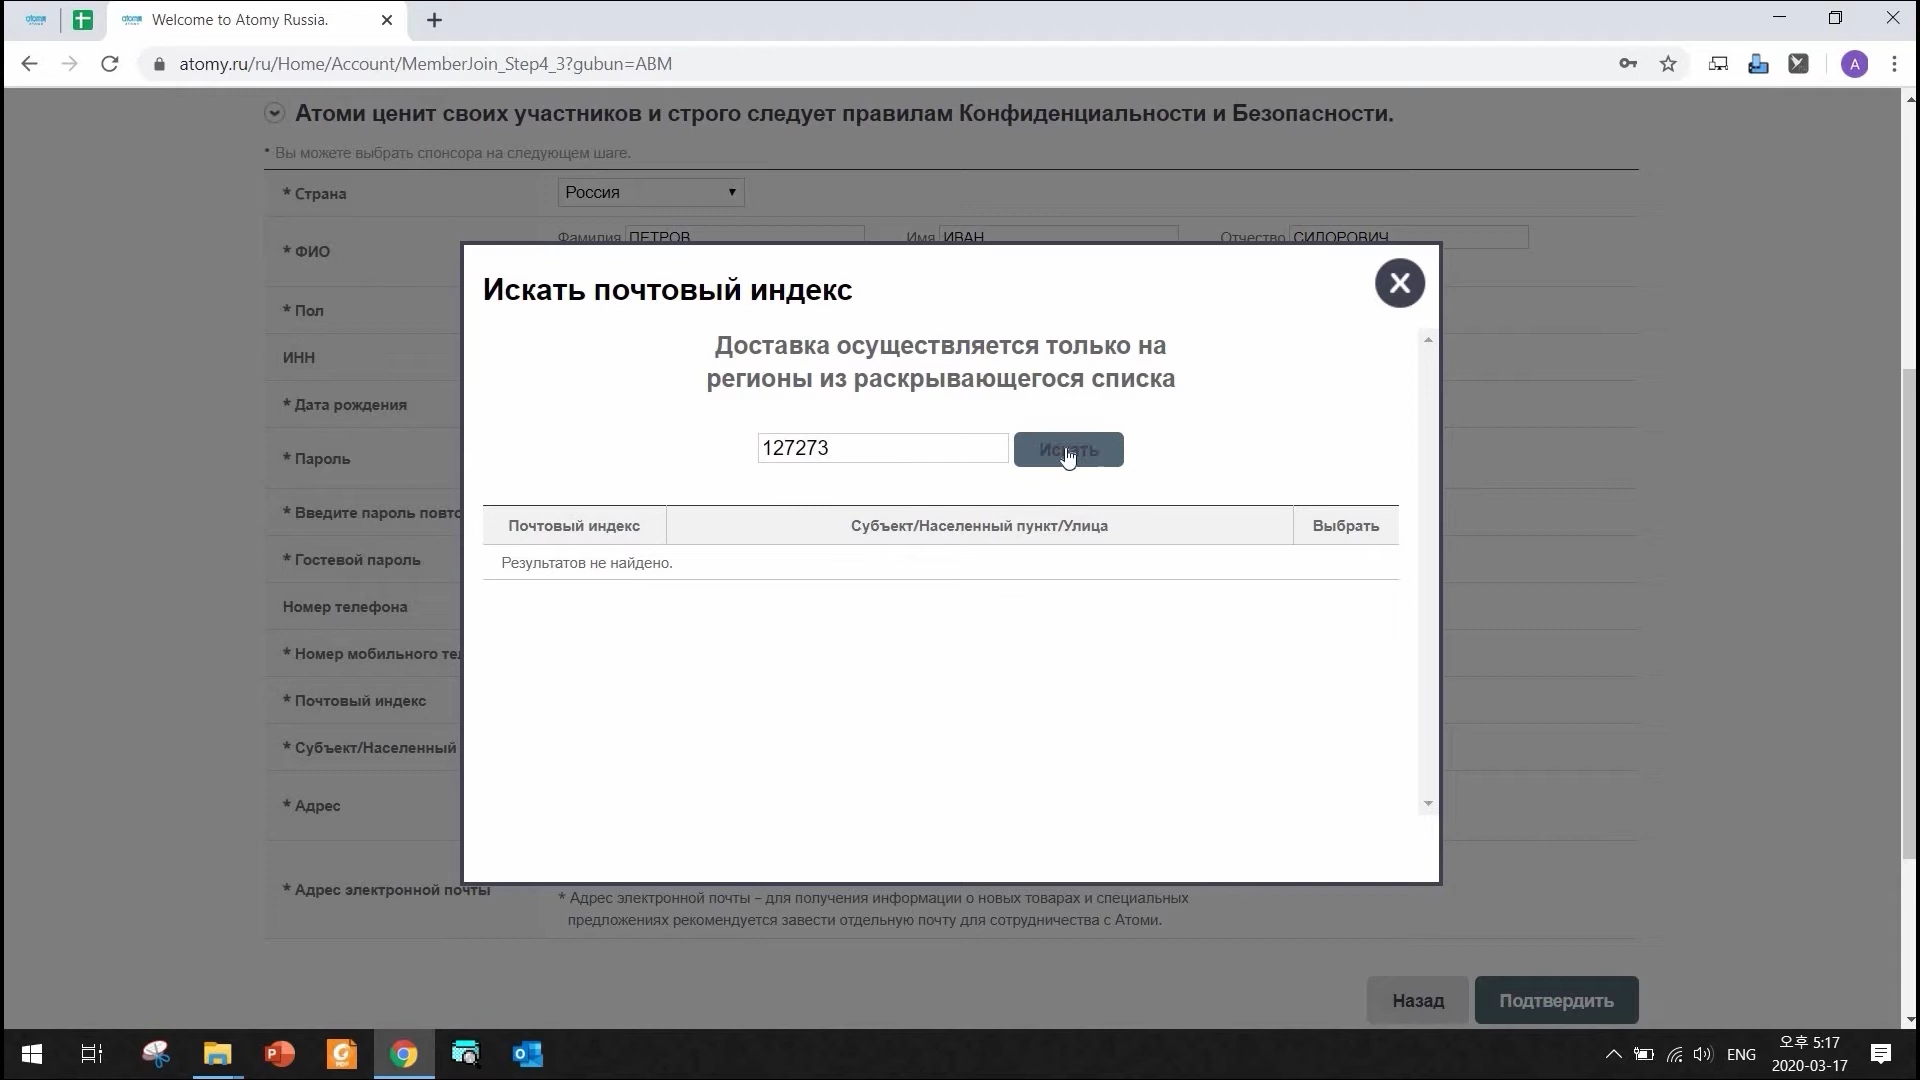 Welcome to Atomy Russia.
atomy.ru/ru/Home/Account/MemberJoin_Step4_3?gubun=ABM
A
Атоми ценит своих участников и строго следует правилам Конфиденциальности и Безопасности.
* Вы можете выбрать спонсора на следующем шаге.
* Страна
Россия
* ФИО
Фамилия ПЕТРОВ Имя ИВАН Отчество СИДОРОВИЧ
* Пол
ИНН
* Дата рождения
* Пароль
* Введите пароль повто
* Гостевой пароль
Номер телефона
* Номер мобильного те
* Почтовый индекс
* Субъект/Населенный
* Адрес
* Адрес электронной почты
Искать почтовый индекс
X
Доставка осуществляется только на
регионы из раскрывающегося списка
127273
Искать
Почтовый индекс Субъект/Населенный пункт/Улица Выбрать
Результатов не найдено.
* Адрес электронной почты – для получения информации о новых товарах и специальных
предложениях рекомендуется завести отдельную почту для сотрудничества с Атоми.
Назад Подтвердить
ENG
오후 5:17
2020-03-17